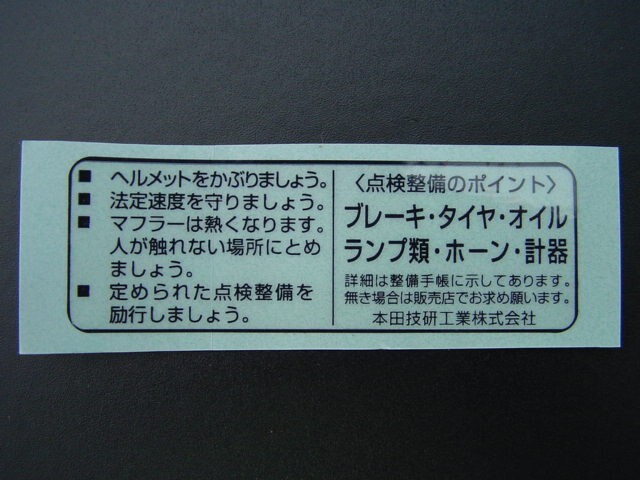 ■ ヘルメットをかぶりましょう。
■ 法定速度を守りましょう。
■ マフラーは熱くなります。
人が触れない場所にとめ
ましょう。
■ 定められた点検整備を
励行しましょう。
〈点検整備のポイント〉
ブレーキ・タイヤ・オイル
ランプ類・ホーン・計器
詳細は整備手帳に示してあります。
無き場合は販売店でお求め願います。
本田技研工業株式会社